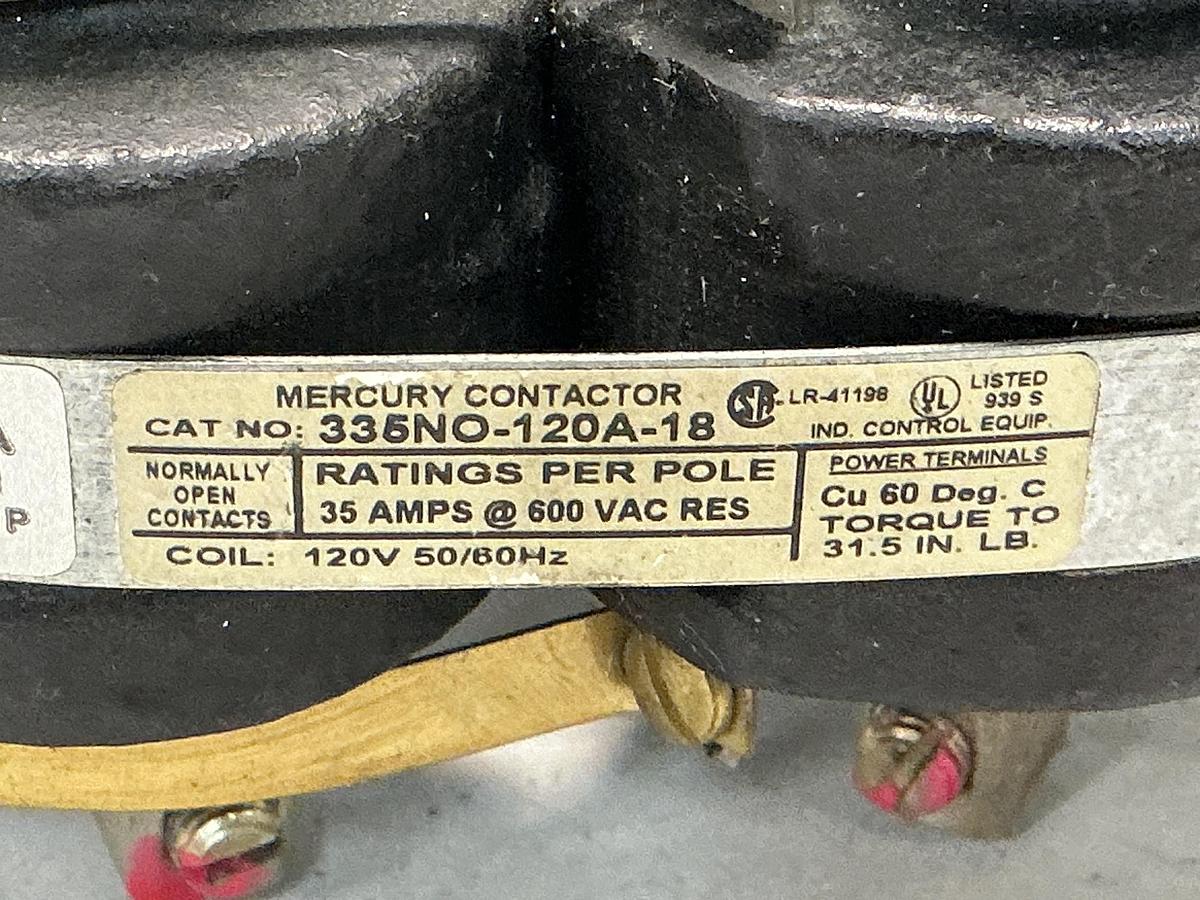 MERCURY CONTACTOR
CAT NO: 335NO-120A-18
SA LR-41198 UL LISTED
939 S
IND. CONTROL EQUIP.
NORMALLY
OPEN
CONTACTS
RATINGS PER POLE
35 AMPS @ 600 VAC RES
COIL: 120V 50/60Hz
POWER TERMINALS
Cu 60 Deg. C
TORQUE TO
31.5 IN. LB.
P